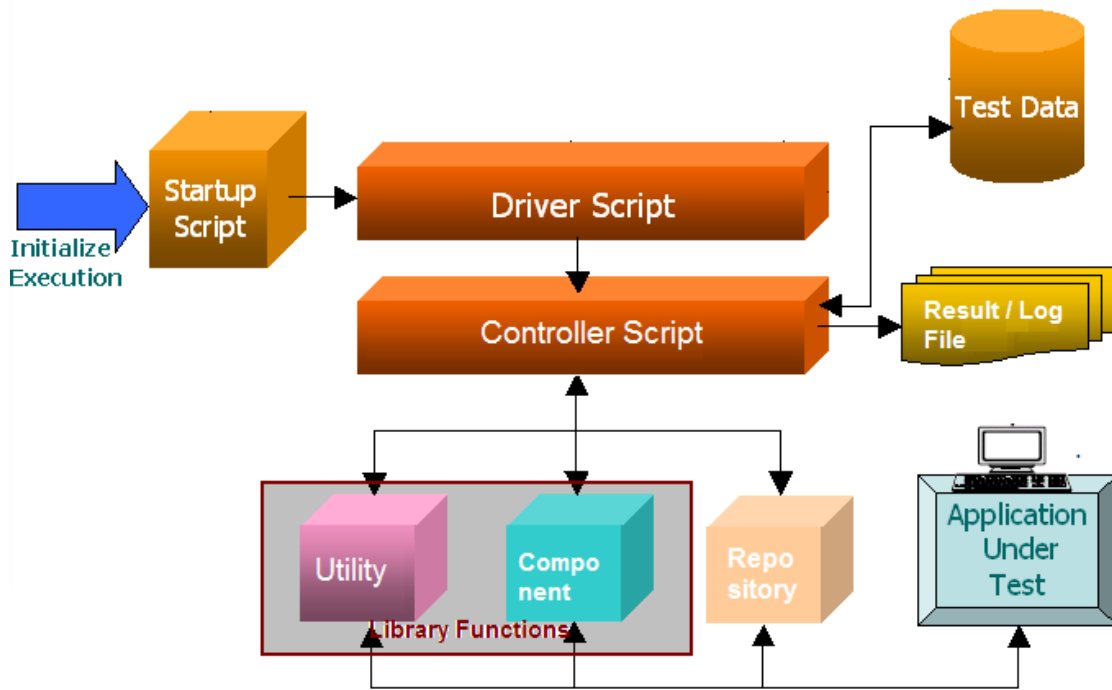 Test Data
Startup
Script
Driver Script
Initialize
Execution
Controller Script
Result / Log
File
Utility
Compo
nent
Library Functions
Repo
sitory
Application
Under
Test